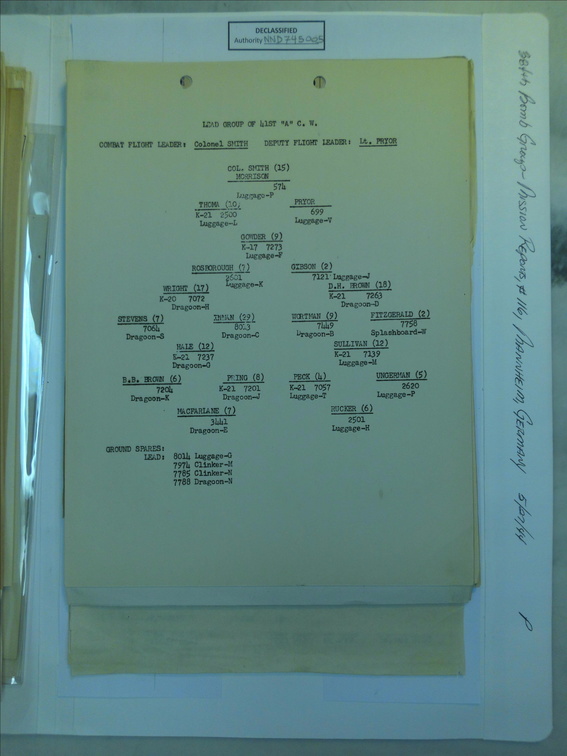 DECLASSIFIED
Authority NND745005
LEAD GROUP OF 41ST "A" C. W.
COMBAT FLIGHT LEADER: Colonel SMITH DEPUTY FLIGHT LEADER: Lt. PRYOR
COL. SMITH (15)
MORRISON
574
Luggage-P
THOMA (10) PRYOR
K-21 2500 699
Luggage-L Luggage-V
GOWDER (9)
K-17 7273
Luggage-F
ROSBOROUGH (7) GIBSON (2)
2601 7121 Luggage-J
Luggage-K
WRIGHT (17) D.H. BROWN (18)
K-20 7072 K-21 7263
Dragoon-H Dragoon-D
STEVENS (7) INMAN (29) WORTMAN (9) FITZGERALD (2)
7064 8013 7449 7758
Dragoon-S Dragoon-C Dragoon-B Splashboard-W
HALE (12) SULLIVAN (12)
K-21 7237 K-21 7139
Dragoon-G Luggage-M
B.B. BROWN (6) PRING (8) PECK (4) UNGERMAN (5)
7204 K-21 7201 K-21 7057 2620
Dragoon-K Dragoon-J Luggage-T Luggage-P
MACFARLANE (7) RUCKER (6)
3441 2501
Dragoon-E Luggage-H
GROUND SPARES:
LEAD: 8014 Luggage-G
7974 Clinker-M
7785 Clinker-N
7788 Dragoon-N
384th Bomb Group - Mission Reports, # 116, Mannheim, Germany 5/27/44 P